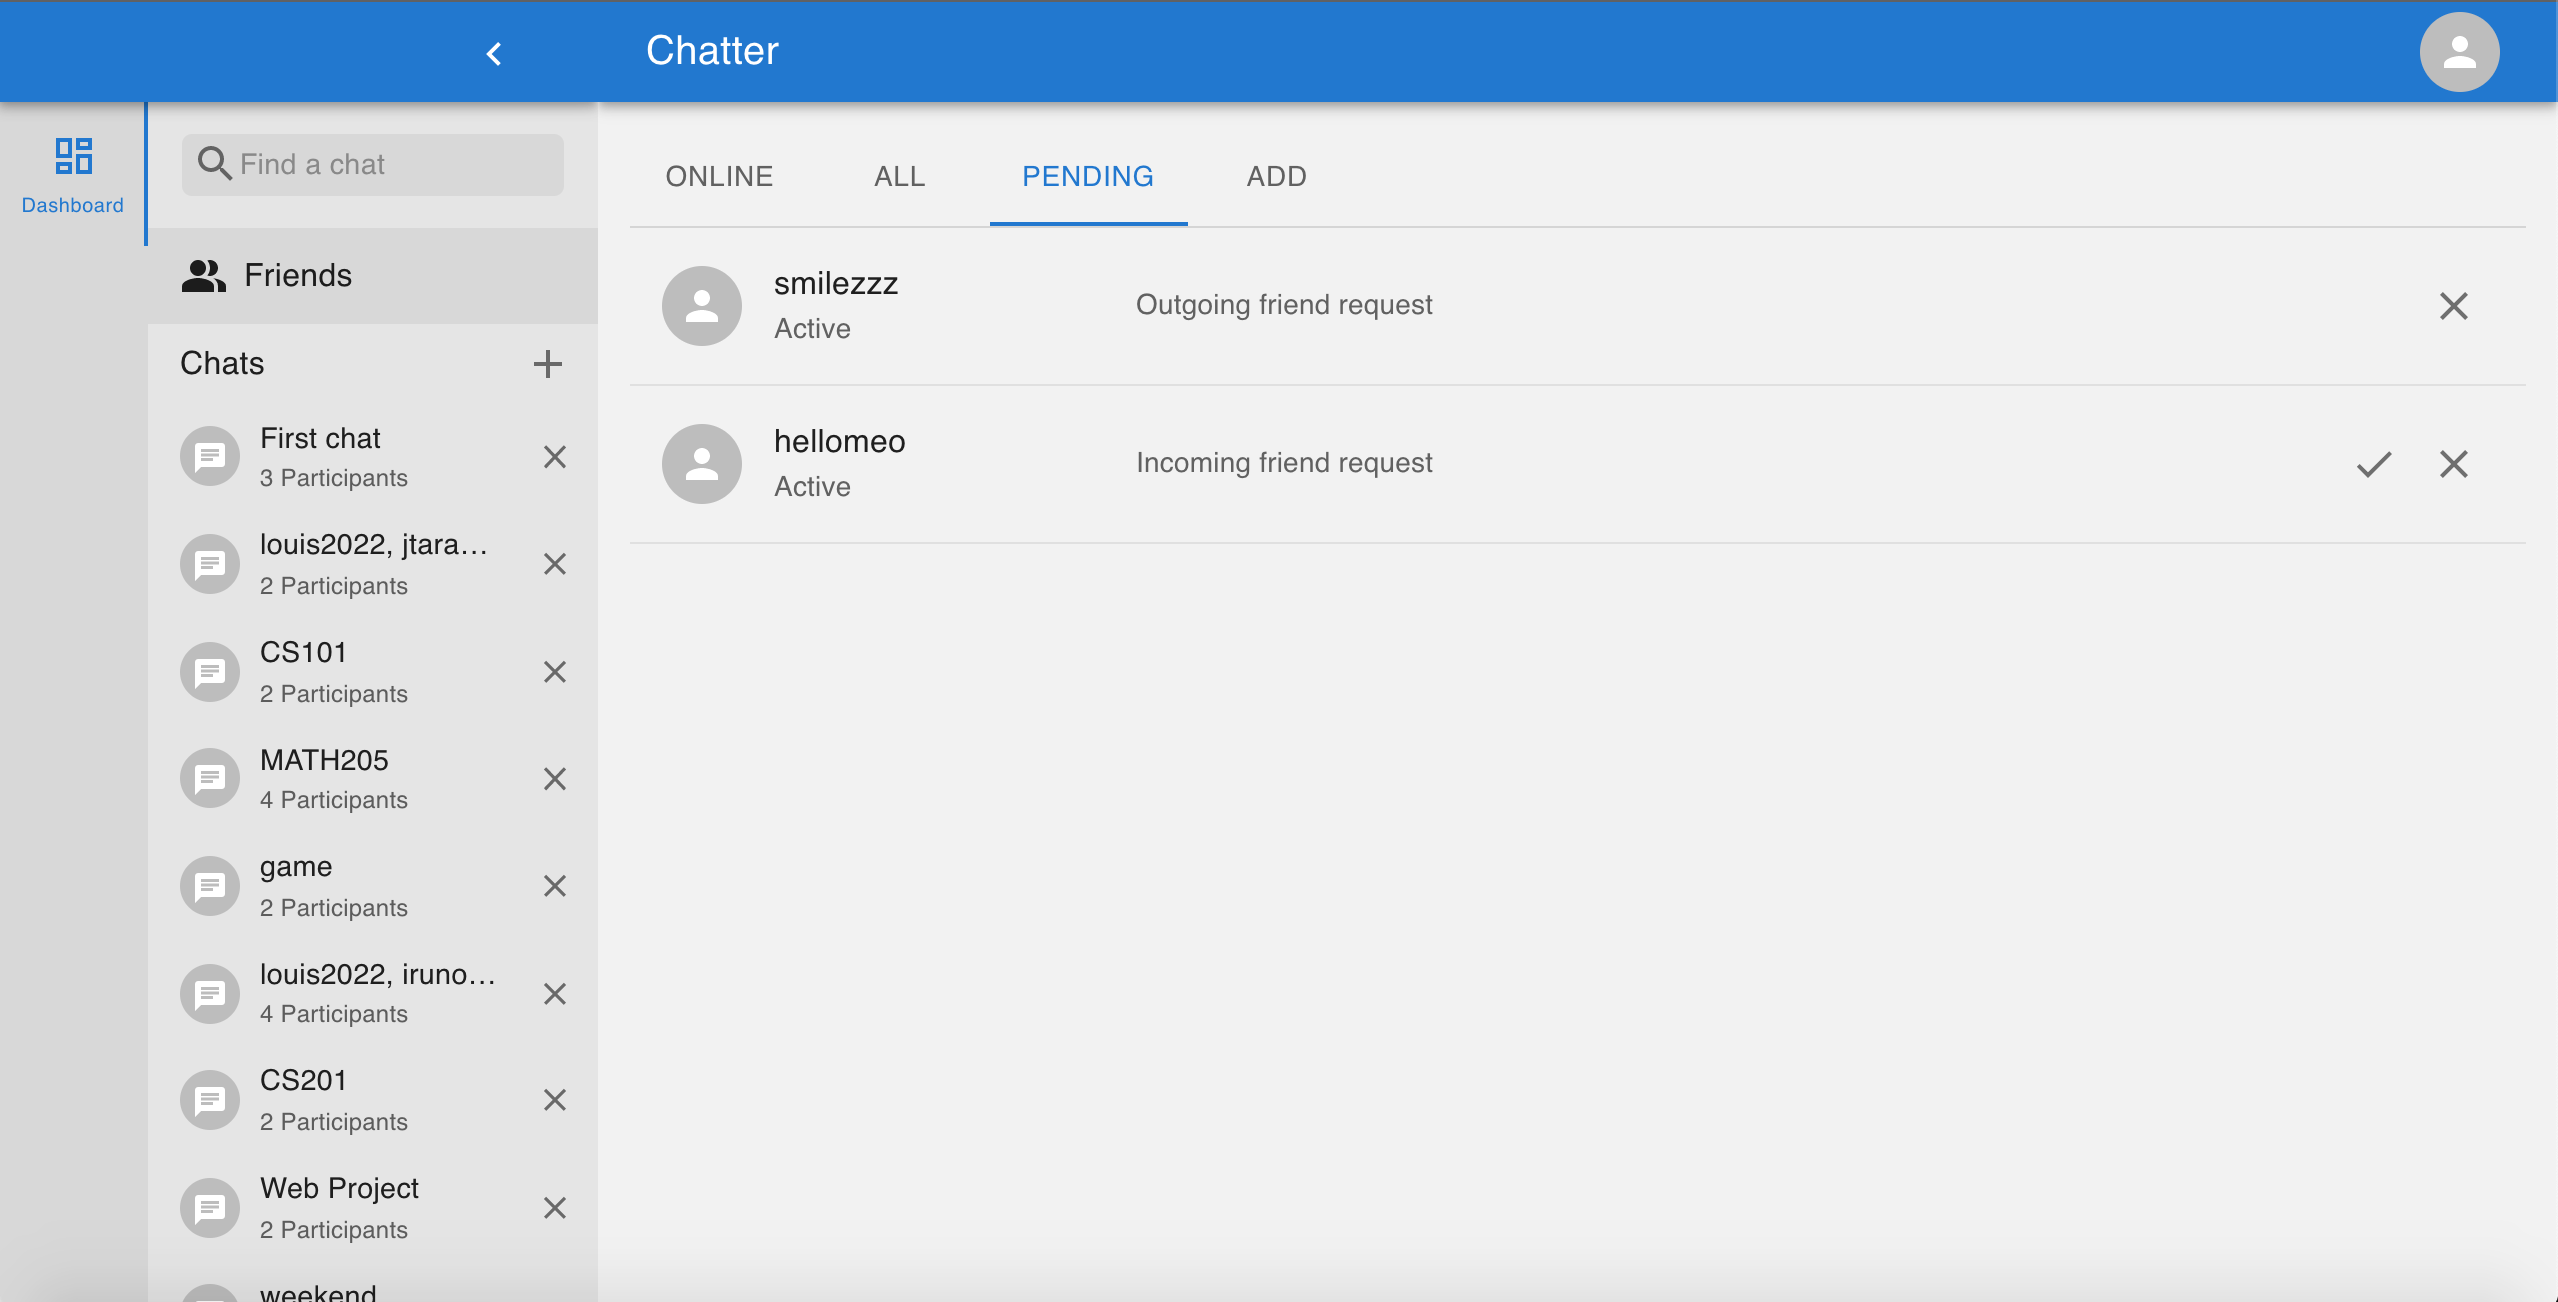 Chatter
Dashboard
Find a chat
Friends
Chats
First chat
3 Participants
louis2022, jtara...
2 Participants
CS101
2 Participants
MATH205
4 Participants
game
2 Participants
louis2022, iruno...
4 Participants
CS201
2 Participants
Web Project
2 Participants
weekend
ONLINE ALL PENDING ADD
smilezzz
Active
Outgoing friend request
hellomeo
Active
Incoming friend request